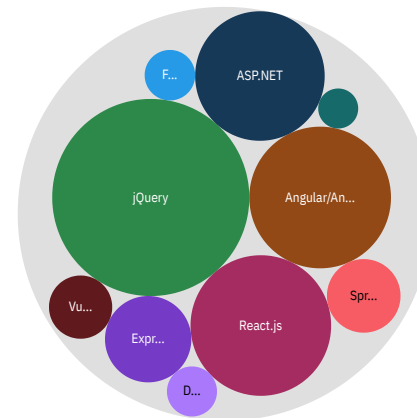 F...
ASP.NET
jQuery
Angular/An...
Vu...
Expr...
React.js
Spr...
D...